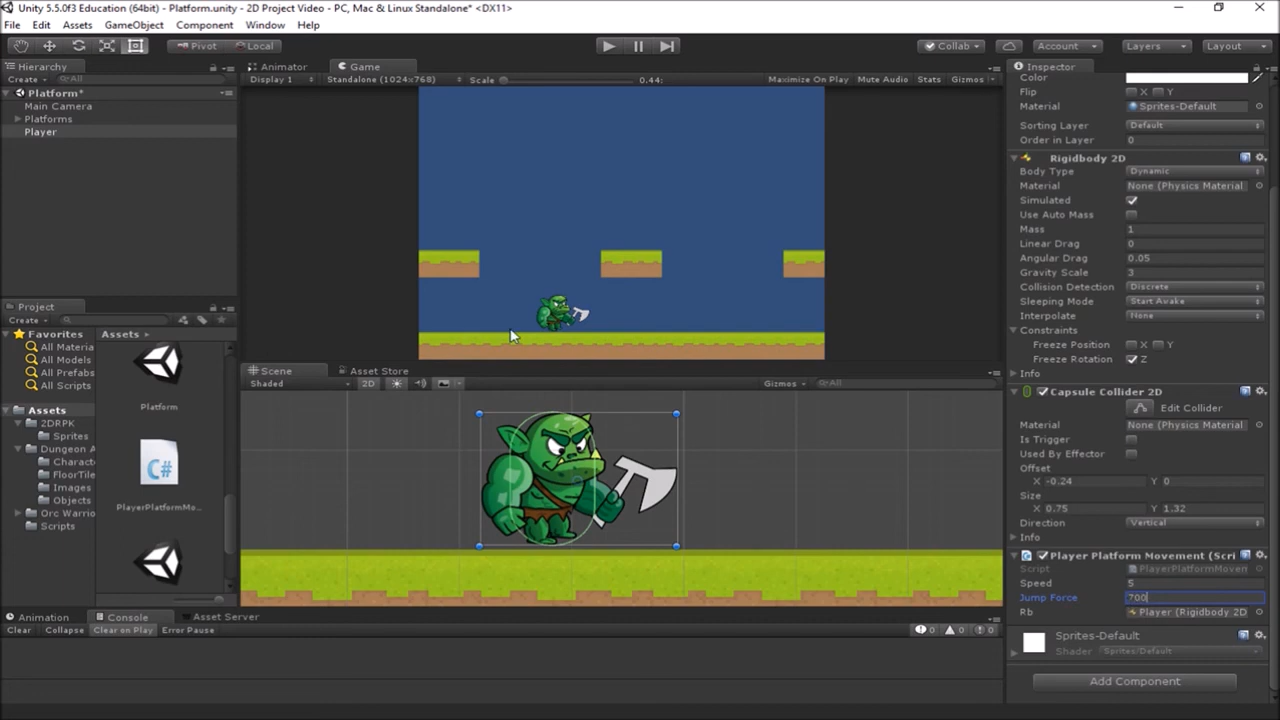 Unity 5.5.0f3 Education (64bit) - Platform.unity - 2D Project Video - PC, Mac & Linux Standalone* <DX11>
File Edit Assets GameObject Component Window Help
Pivot Local Collab Account Layers Layout
Hierarchy
Create All
Platform*
Main Camera
Platforms
Player
Animator Game
Display 1 Standalone (1024x768) Scale 0.44: Maximize On Play Mute Audio Stats Gizmos
Project
Create
Favorites
All Materia
All Models
All Prefabs
All Scripts
Assets
2DRPK
Sprites
Dungeon A
Charact
FloorTile
Images
Objects
Orc Warrio
Scripts
Assets
Platform
C#
PlayerPlatformMo...
Scene Asset Store
Shaded 2D Gizmos All
Animation Console Asset Server
Clear Collapse Clear on Play Error Pause 0 0 0
Inspector
Color
Flip X Y
Material Sprites-Default
Sorting Layer Default
Order in Layer 0
Rigidbody 2D
Body Type Dynamic
Material None (Physics Material
Simulated
Use Auto Mass
Mass 1
Linear Drag 0
Angular Drag 0.05
Gravity Scale 3
Collision Detection Discrete
Sleeping Mode Start Awake
Interpolate None
Constraints
Freeze Position X Y
Freeze Rotation Z
Info
Capsule Collider 2D
Edit Collider
Material None (Physics Material
Is Trigger
Used By Effector
Offset
X -0.24 Y 0
Size
X 0.75 Y 1.32
Direction Vertical
Info
Player Platform Movement (Scri
Script PlayerPlatformMoven
Speed 5
Jump Force 700
Rb Player (Rigidbody 2D
Sprites-Default
Shader Sprites/Default
Add Component